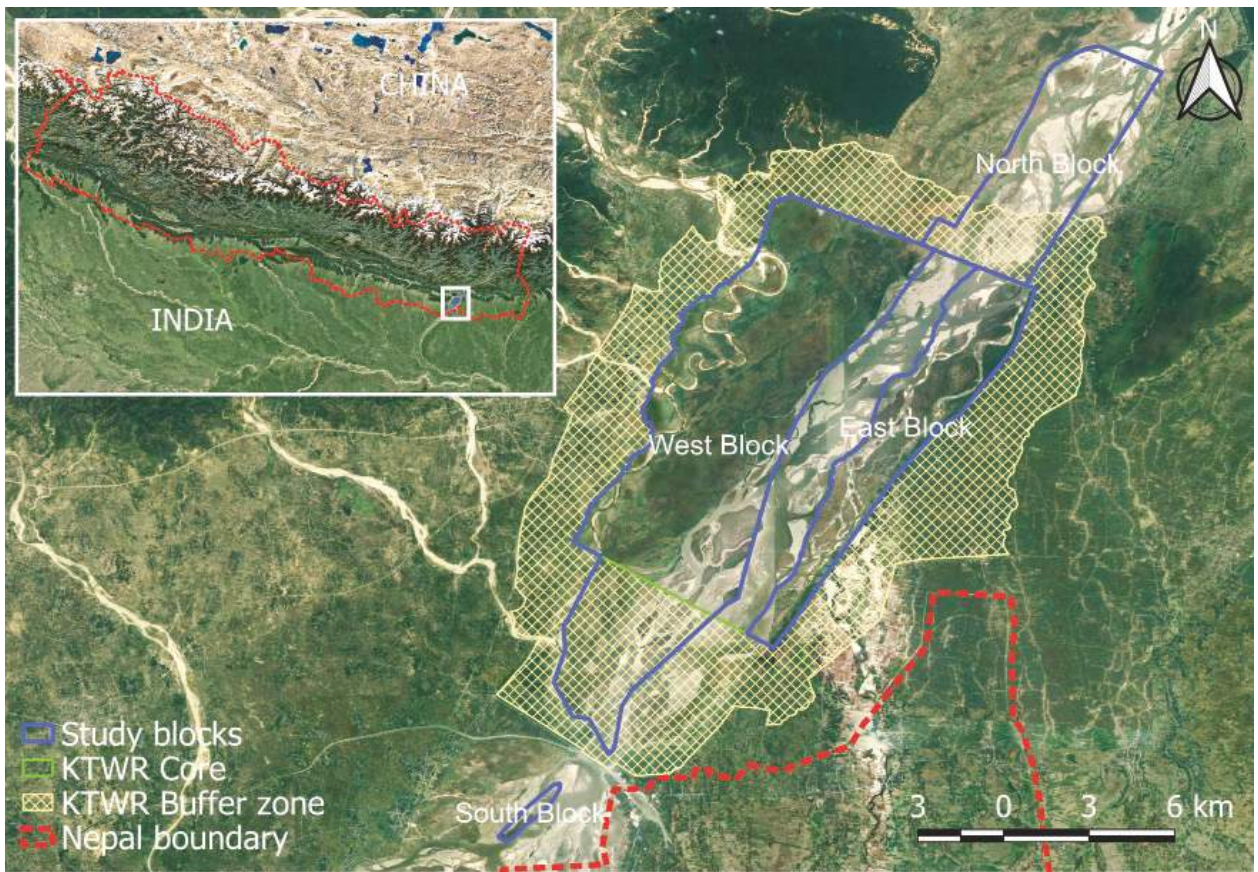 CHINA
INDIA
N
North Block
West Block
East Block
South Block
Study blocks
KTWR Core
KTWR Buffer zone
Nepal boundary
3 0 3 6 km